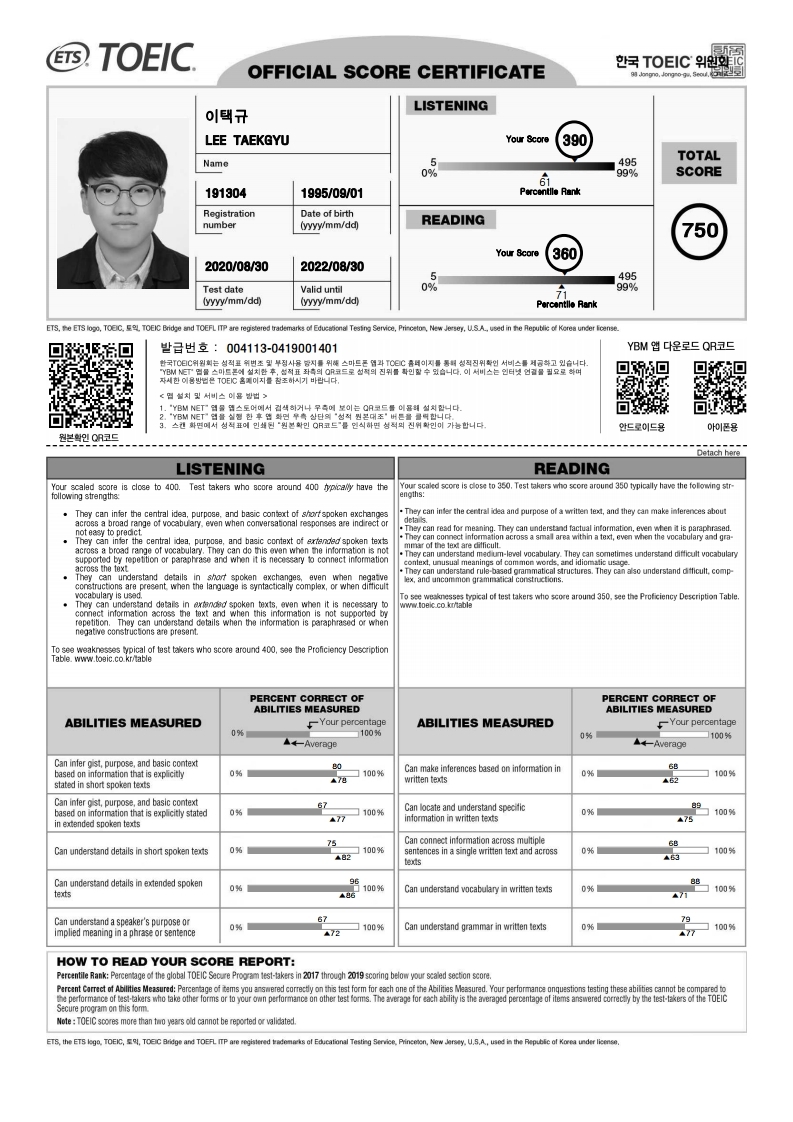 ETS TOEIC.
OFFICIAL SCORE CERTIFICATE
한국 TOEIC 위원회
98 Jongno, Jongno-gu, Seoul,
이택규
LEE TAEKGYU
Name
191304
1995/09/01
Registration
number
Date of birth
(yyyy/mm/dd)
2020/08/30
2022/08/30
Test date
(yyyy/mm/dd)
Valid until
(yyyy/mm/dd)
LISTENING
Your Score 390
5 495
0% 99%
61
Percentile Rank
READING
Your Score 360
5 495
0% 99%
71
Percentile Rank
TOTAL
SCORE
750
ETS, the ETS logo, TOEIC, 토익, TOEIC Bridge and TOEFL ITP are registered trademarks of Educational Testing Service, Princeton, New Jersey, U.S.A., used in the Republic of Korea under license.
원본확인 QR코드
발급번호 : 004113-0419001401
한국TOEIC위원회는 성적표 위변조 및 부정사용 방지를 위해 스마트폰 앱과 TOEIC 홈페이지를 통해 성적진위확인 서비스를 제공하고 있습니다.
"YBM NET" 앱을 스마트폰에 설치한 후, 성적표 좌측의 QR코드로 성적의 진위를 확인할 수 있습니다. 이 서비스는 인터넷 연결을 필요로 하며
자세한 이용방법은 TOEIC 홈페이지를 참조하시기 바랍니다.
< 앱 설치 및 서비스 이용 방법 >
1. "YBM NET" 앱을 앱스토어에서 검색하거나 우측에 보이는 QR코드를 이용해 설치합니다.
2. "YBM NET" 앱을 실행 한 후 앱 화면 우측 상단의 "성적 원본대조" 버튼을 클릭합니다.
3. 스캔 화면에서 성적표에 인쇄된 "원본확인 QR코드"를 인식하면 성적의 진위확인이 가능합니다.
YBM 앱 다운로드 QR코드
안드로이드용
아이폰용
Detach here
LISTENING
Your scaled score is close to 400. Test takers who score around 400 typically have the
following strengths:
• They can infer the central idea, purpose, and basic context of short spoken exchanges
across a broad range of vocabulary, even when conversational responses are indirect or
not easy to predict.
• They can infer the central idea, purpose, and basic context of extended spoken texts
across a broad range of vocabulary. They can do this even when the information is not
supported by repetition or paraphrase and when it is necessary to connect information
across the text.
• They can understand details in short spoken exchanges, even when negative
constructions are present, when the language is syntactically complex, or when difficult
vocabulary is used.
• They can understand details in extended spoken texts, even when it is necessary to
connect information across the text and when this information is not supported by
repetition. They can understand details when the information is paraphrased or when
negative constructions are present.
To see weaknesses typical of test takers who score around 400, see the Proficiency Description
Table. www.toeic.co.kr/table
READING
Your scaled score is close to 350. Test takers who score around 350 typically have the following str-
engths:
• They can infer the central idea and purpose of a written text, and they can make inferences about
details.
• They can read for meaning. They can understand factual information, even when it is paraphrased.
• They can connect information across a small area within a text, even when the vocabulary and gra-
mmar of the text are difficult.
• They can understand medium-level vocabulary. They can sometimes understand difficult vocabulary
context, unusual meanings of common words, and idiomatic usage.
• They can understand rule-based grammatical structures. They can also understand difficult, comp-
lex, and uncommon grammatical constructions.
To see weaknesses typical of test takers who score around 350, see the Proficiency Description Table.
www.toeic.co.kr/table
ABILITIES MEASURED
PERCENT CORRECT OF
ABILITIES MEASURED
Your percentage
0% 100%
Average
Can infer gist, purpose, and basic context
based on information that is explicitly
stated in short spoken texts
80
0% 100%
▲78
Can infer gist, purpose, and basic context
based on information that is explicitly stated
in extended spoken texts
67
0% 100%
▲77
Can understand details in short spoken texts
75
0% 100%
▲82
Can understand details in extended spoken
texts
96
0% 100%
▲86
Can understand a speaker's purpose or
implied meaning in a phrase or sentence
67
0% 100%
▲72
ABILITIES MEASURED
PERCENT CORRECT OF
ABILITIES MEASURED
Your percentage
0% 100%
Average
Can make inferences based on information in
written texts
68
0% 100%
▲62
Can locate and understand specific
information in written texts
89
0% 100%
▲75
Can connect information across multiple
sentences in a single written text and across
texts
68
0% 100%
▲63
Can understand vocabulary in written texts
88
0% 100%
▲71
Can understand grammar in written texts
79
0% 100%
▲77
HOW TO READ YOUR SCORE REPORT:
Percentile Rank: Percentage of the global TOEIC Secure Program test-takers in 2017 through 2019 scoring below your scaled section score.
Percent Correct of Abilities Measured: Percentage of items you answered correctly on this test form for each one of the Abilities Measured. Your performance onquestions testing these abilities cannot be compared to
the performance of test-takers who take other forms or to your own performance on other test forms. The average for each ability is the averaged percentage of items answered correctly by the test-takers of the TOEIC
Secure program on this form.
Note : TOEIC scores more than two years old cannot be reported or validated.
ETS, the ETS logo, TOEIC, 토익, TOEIC Bridge and TOEFL ITP are registered trademarks of Educational Testing Service, Princeton, New Jersey, U.S.A., used in the Republic of Korea under license.